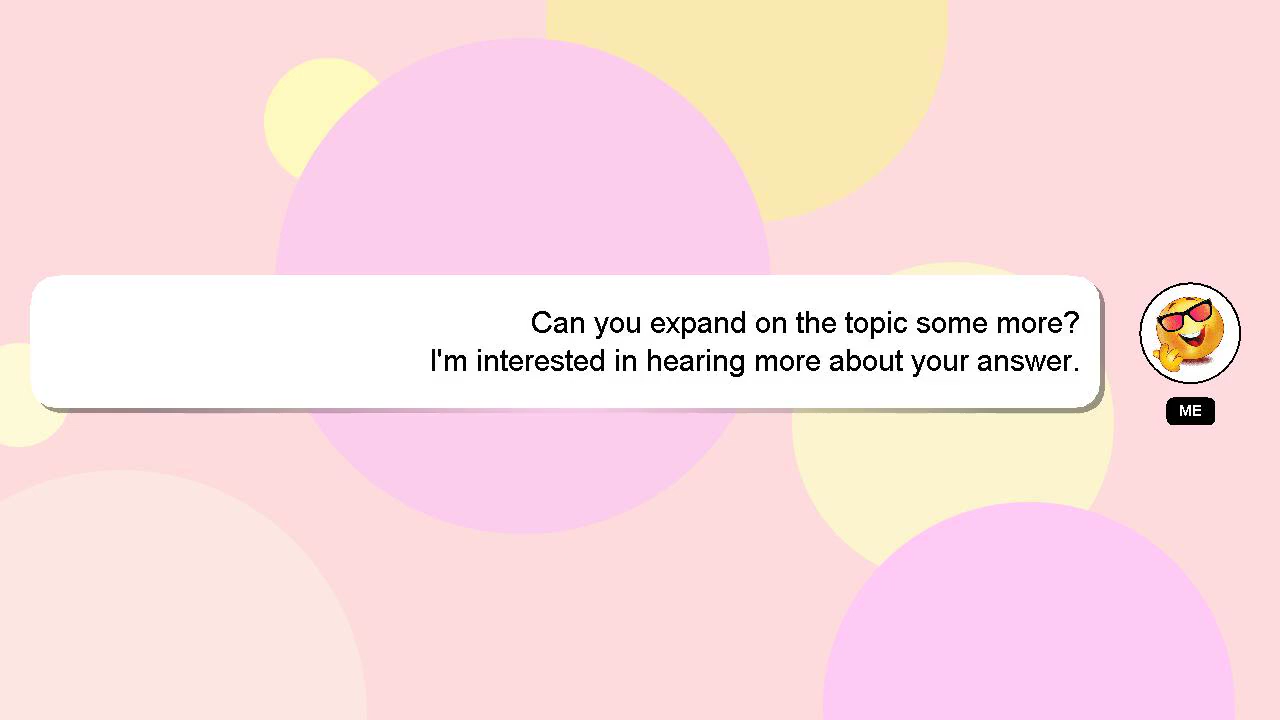 Can you expand on the topic some more?
I'm interested in hearing more about your answer.
ME